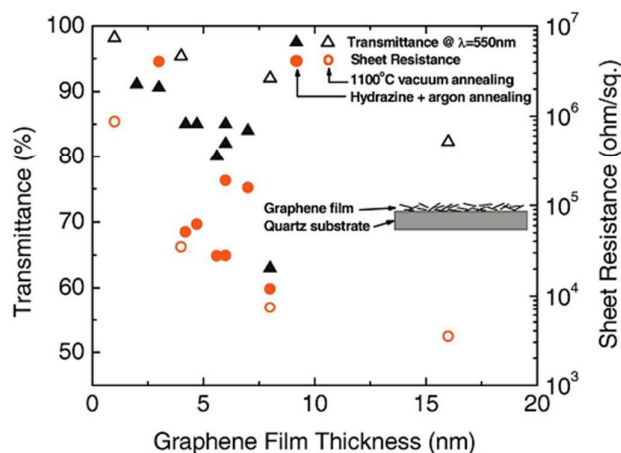 Transmittance @ λ=550nm
Sheet Resistance
1100°C vacuum annealing
Hydrazine + argon annealing
Graphene film
Quartz substrate
Transmittance (%)
100
90
80
70
60
50
Sheet Resistance (ohm/sq.)
10^7
10^6
10^5
10^4
10^3
0
5
10
15
20
Graphene Film Thickness (nm)